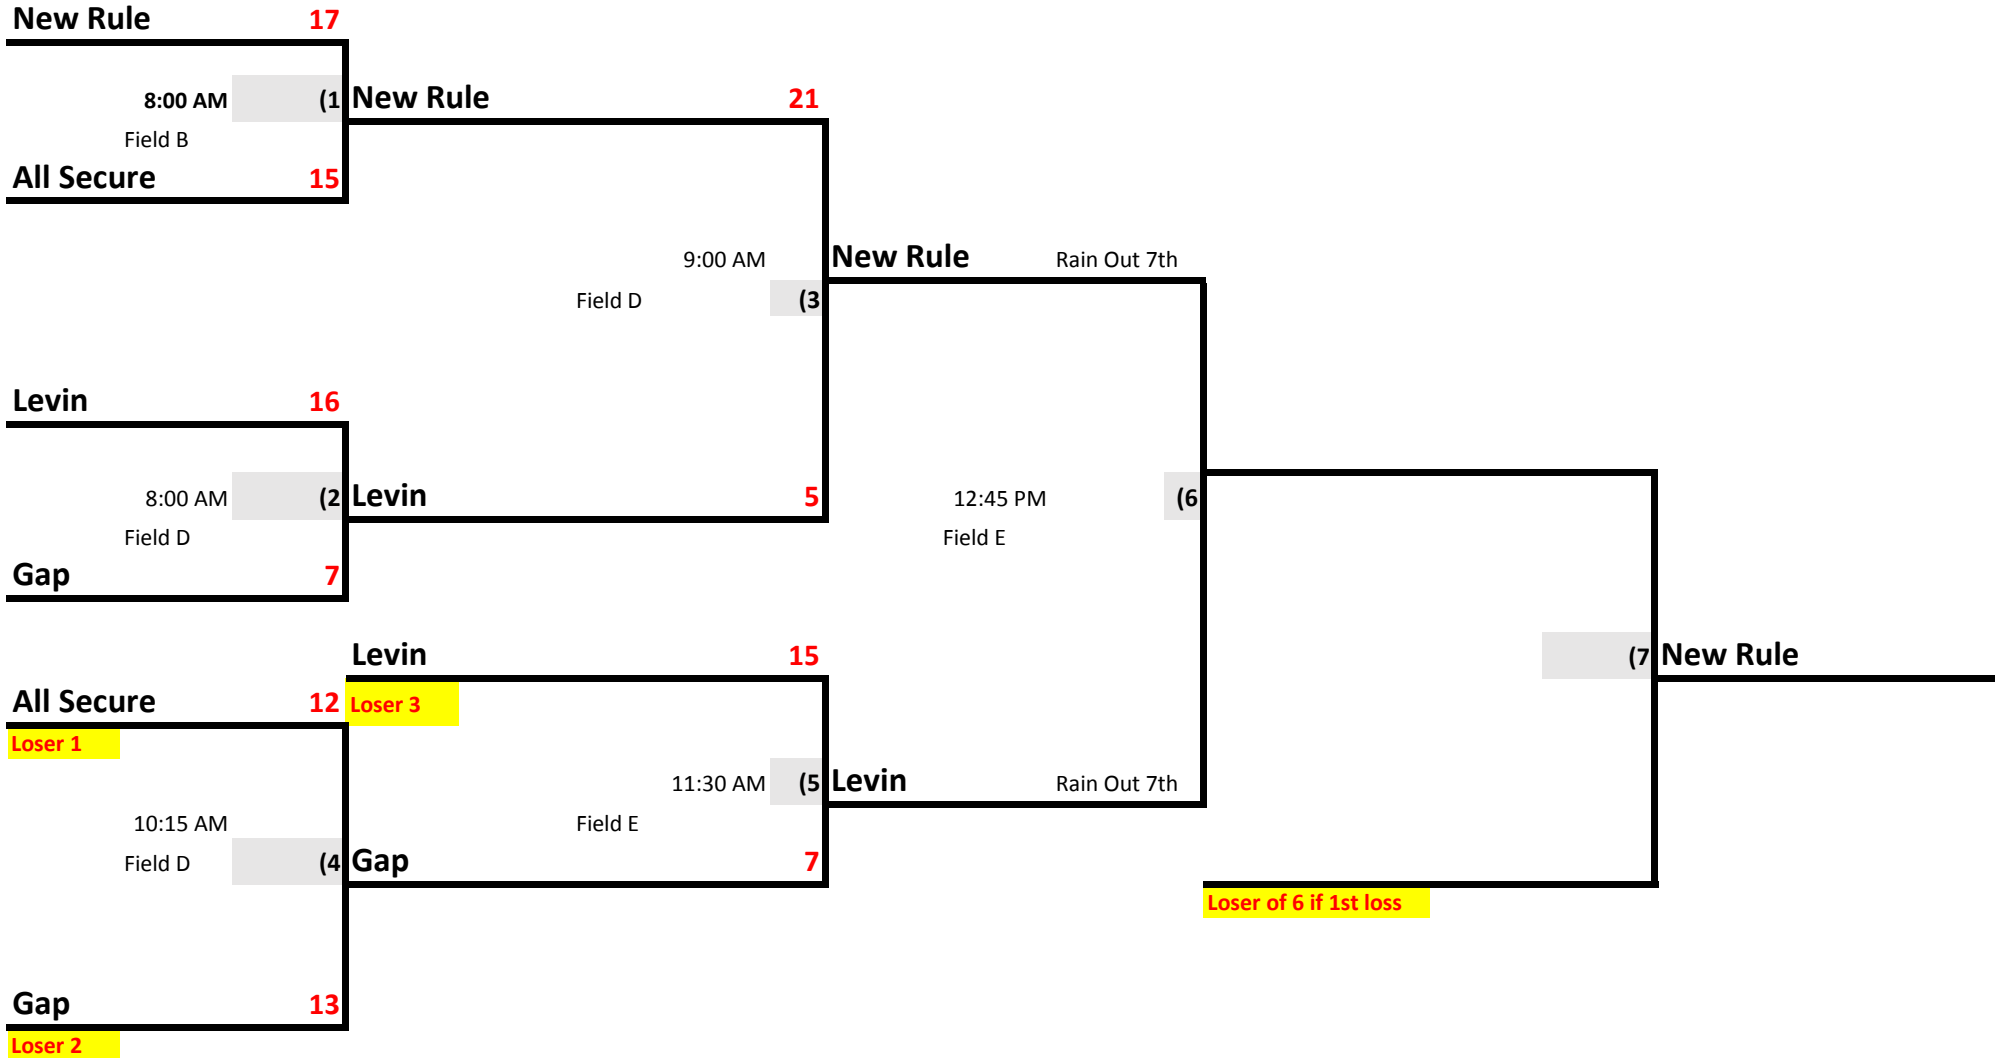 New Rule 17
8:00 AM (1 New Rule 21
Field B
All Secure 15
9:00 AM New Rule Rain Out 7th
Field D (3
Levin 16
8:00 AM (2 Levin 5 12:45 PM (6
Field D Field E
Gap 7
Levin 15 (7 New Rule
All Secure 12 Loser 3
Loser 1
11:30 AM (5 Levin Rain Out 7th
10:15 AM Field E
Field D (4 Gap 7
Loser of 6 if 1st loss
Gap 13
Loser 2